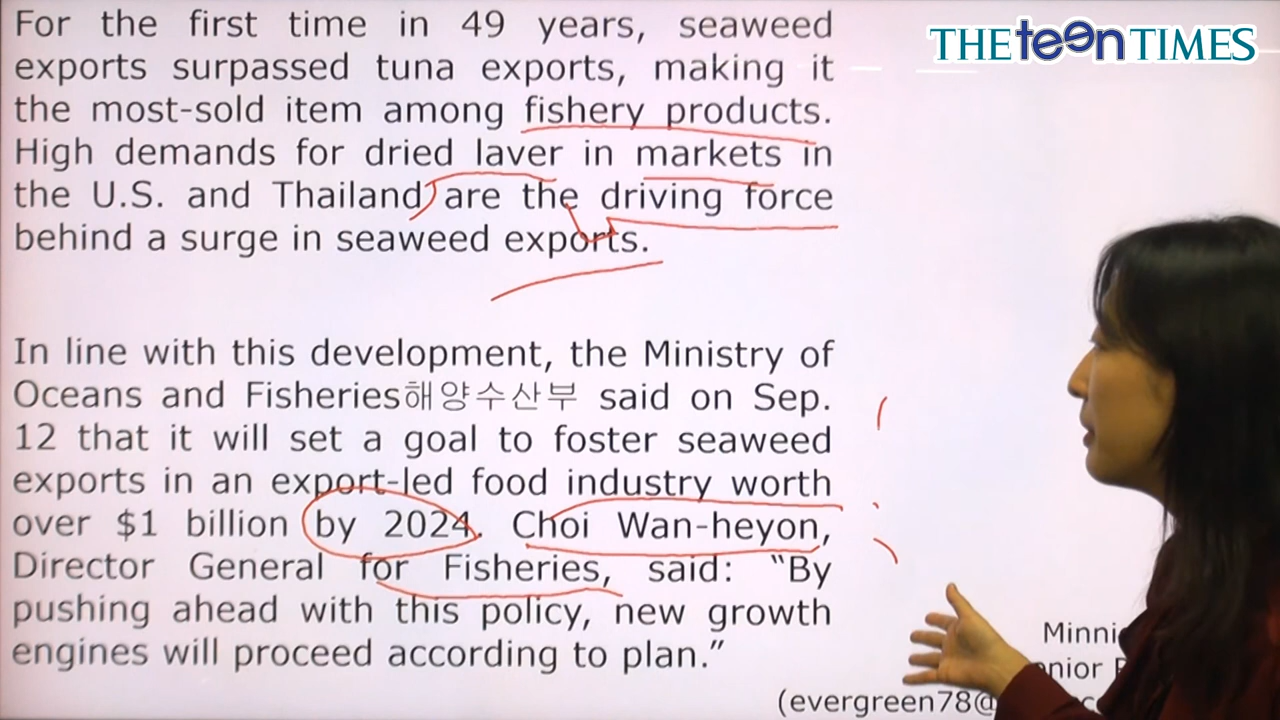 THE teen TIMES
For the first time in 49 years, seaweed
exports surpassed tuna exports, making it
the most-sold item among fishery products.
High demands for dried laver in markets in
the U.S. and Thailand are the driving force
behind a surge in seaweed exports.
In line with this development, the Ministry of
Oceans and Fisheries해양수산부 said on Sep.
12 that it will set a goal to foster seaweed
exports in an export-led food industry worth
over $1 billion by 2024. Choi Wan-heyon,
Director General for Fisheries, said: “By
pushing ahead with this policy, new growth
engines will proceed according to plan.”
(evergreen78@